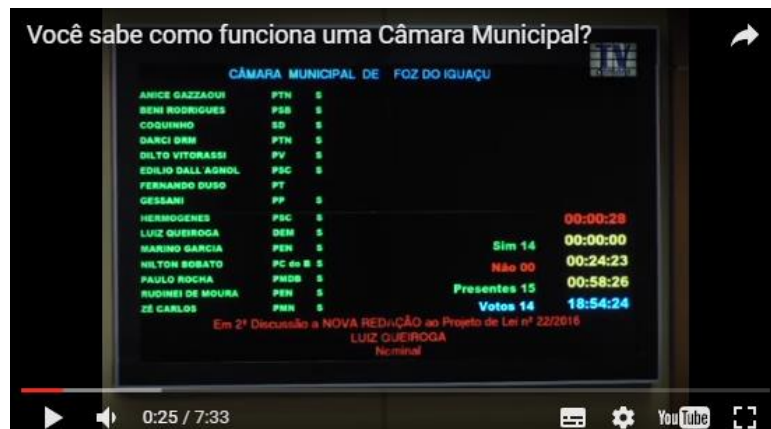 Você sabe como funciona uma Câmara Municipal?
TV
CÂMARA MUNICIPAL DE FOZ DO IGUAÇU
ANICE GAZZAOUI PTN S
BENI RODRIGUES PSB S
COQUINHO SD S
DARCI DRM PTN S
DILTO VITORASSI PV S
EDILIO DALL AGNOL PSC S
FERNANDO DUSO PT
GESSANI PP S
HERMOGENES PSC S
LUIZ QUEIROGA DEM S
MARINO GARCIA PEN S
NILTON BOBATO PC do B S
PAULO ROCHA PMDB S
RUDINEI DE MOURA PEN S
ZÉ CARLOS PMN S
00:00:28
Sim 14 00:00:00
Não 00 00:24:23
Presentes 15 00:58:26
Votos 14 18:54:24
Em 2ª Discussão a NOVA REDAÇÃO ao Projeto de Lei nº 22/2016
LUIZ QUEIROGA
Nominal
0:25 / 7:33
YouTube